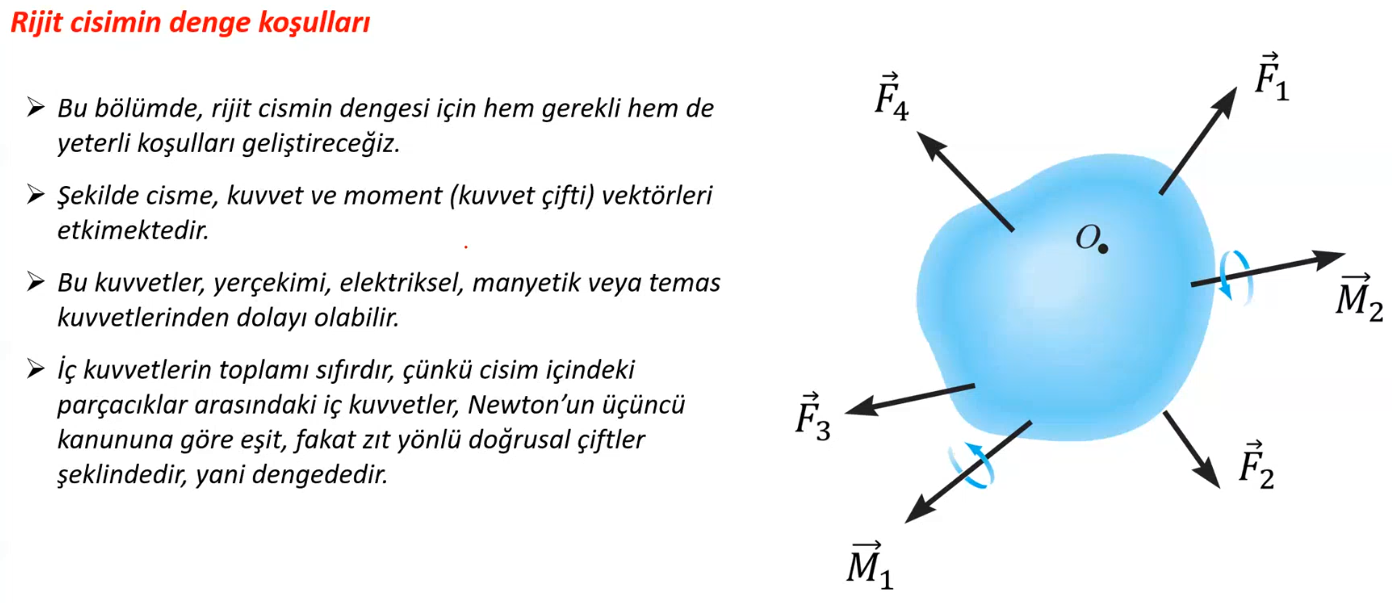 Rijit cisimin denge koşulları
➢ Bu bölümde, rijit cismin dengesi için hem gerekli hem de
yeterli koşulları geliştireceğiz.
➢ Şekilde cisme, kuvvet ve moment (kuvvet çifti) vektörleri
etkimektedir.
➢ Bu kuvvetler, yerçekimi, elektriksel, manyetik veya temas
kuvvetlerinden dolayı olabilir.
➢ İç kuvvetlerin toplamı sıfırdır, çünkü cisim içindeki
parçacıklar arasındaki iç kuvvetler, Newton’un üçüncü
kanununa göre eşit, fakat zıt yönlü doğrusal çiftler
şeklindedir, yani dengededir.
F⃗₁
F⃗₄
O
M⃗₂
F⃗₃
F⃗₂
M⃗₁